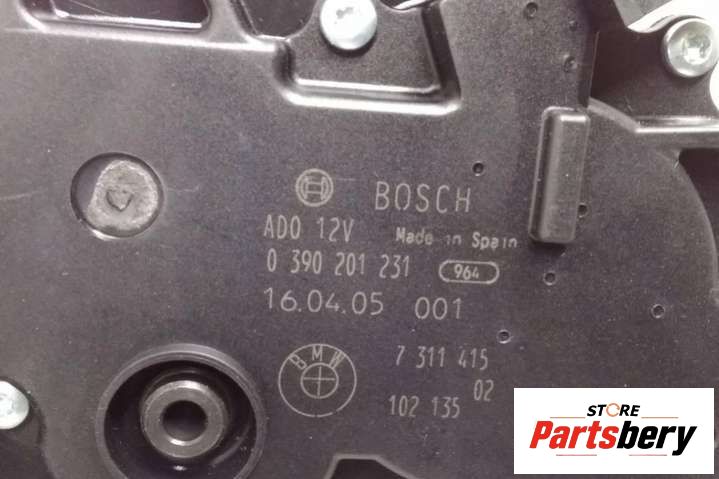 BOSCH
ADO 12V Made in Spain
0 390 201 231 964
16.04.05 001
BMW
7 311 415
02
102 135
STORE
Partsbery